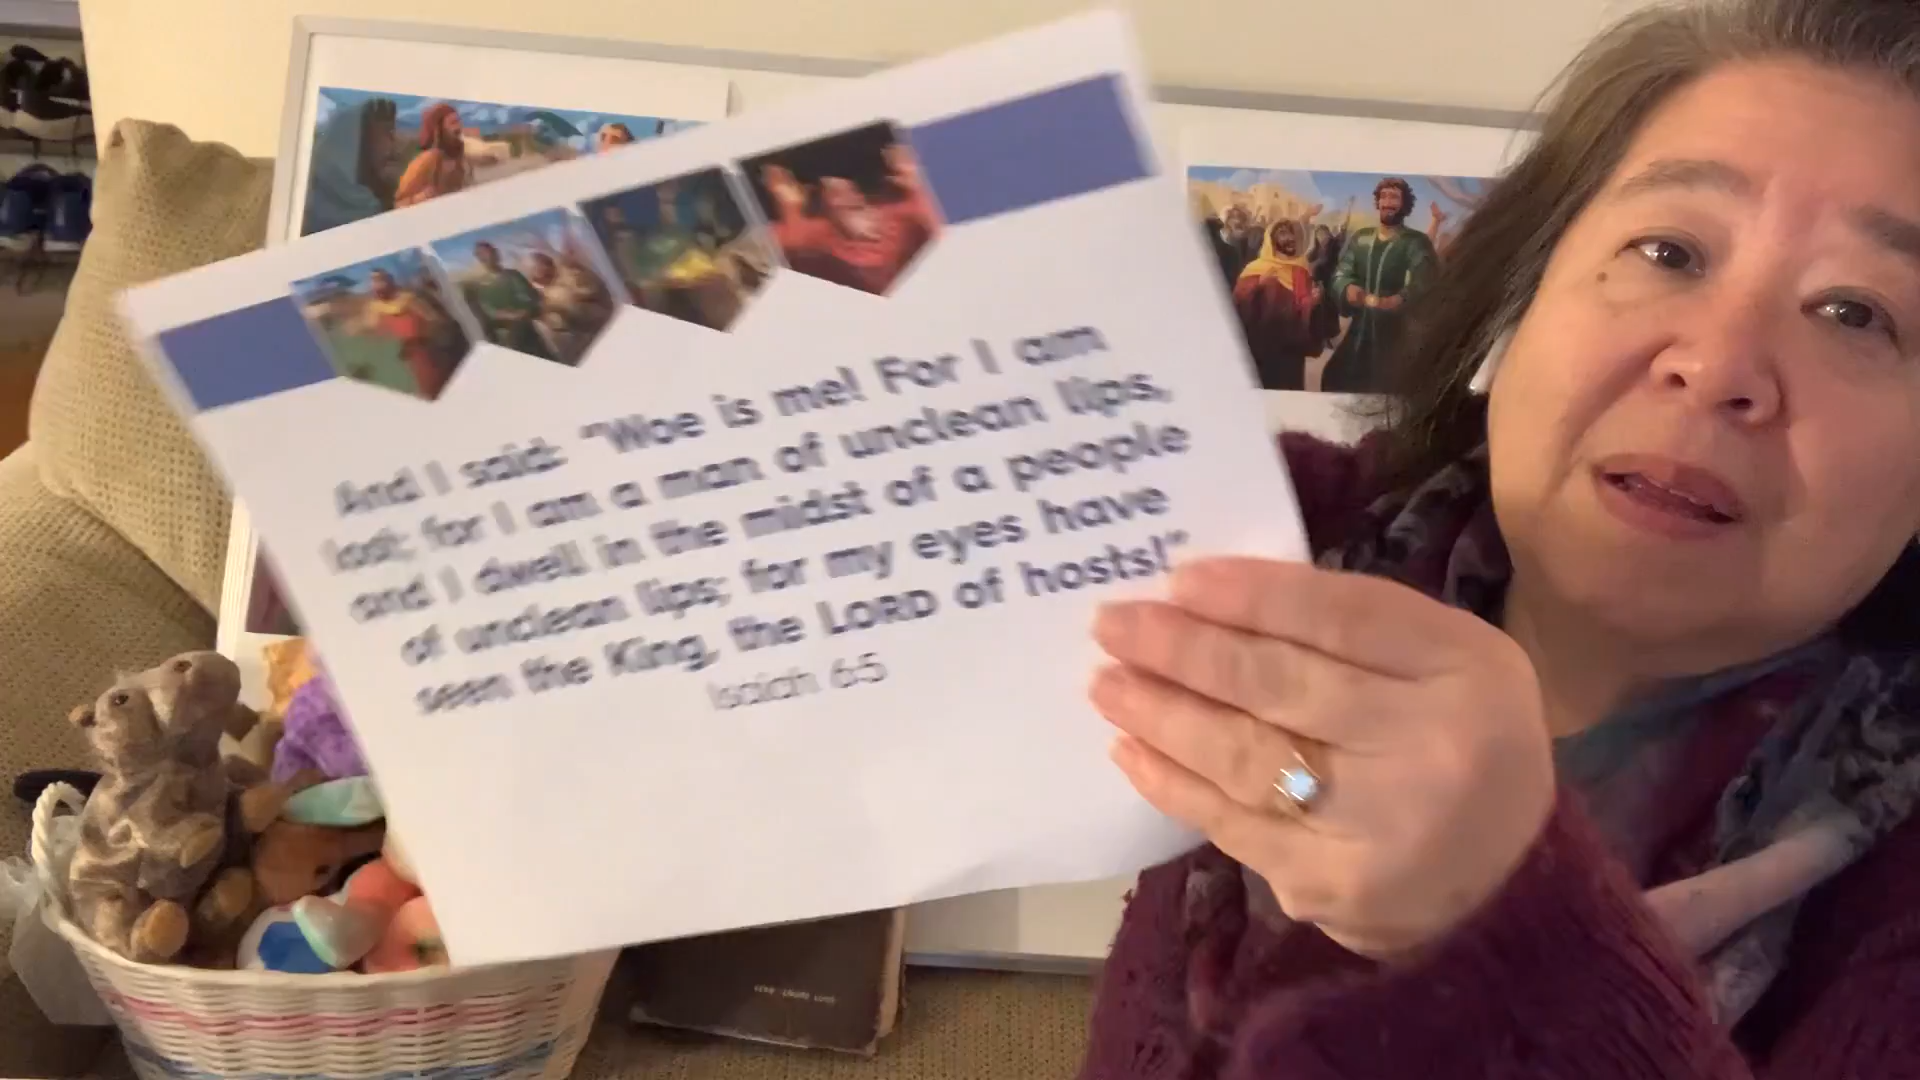 And I said: "Woe is me! For I am
lost; for I am a man of unclean lips,
and I dwell in the midst of a people
of unclean lips; for my eyes have
seen the King, the LORD of hosts!"
Isaiah 6:5